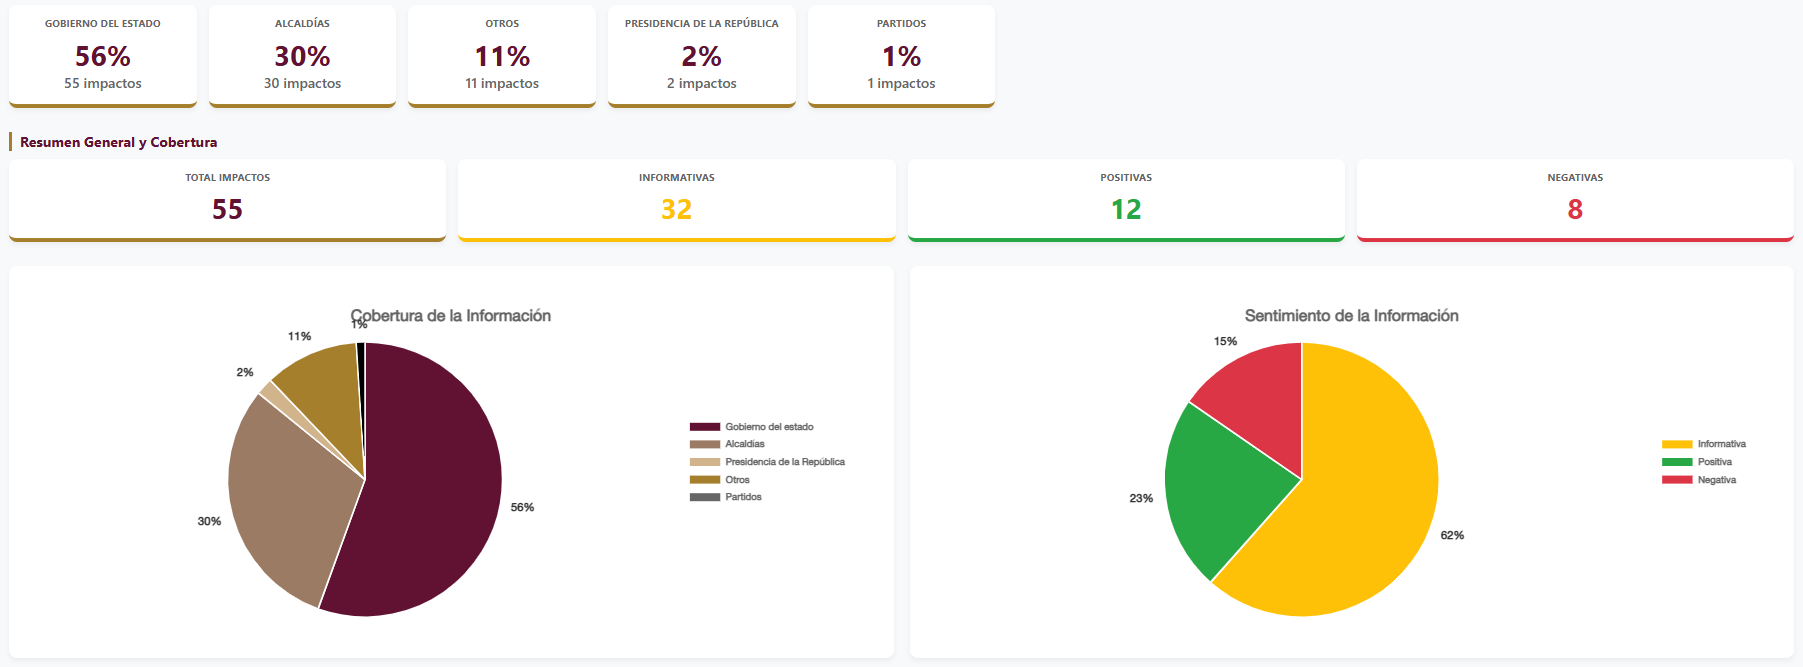 GOBIERNO DEL ESTADO
56%
55 impactos
ALCALDÍAS
30%
30 impactos
OTROS
11%
11 impactos
PRESIDENCIA DE LA REPÚBLICA
2%
2 impactos
PARTIDOS
1%
1 impactos
Resumen General y Cobertura
TOTAL IMPACTOS
55
INFORMATIVAS
32
POSITIVAS
12
NEGATIVAS
8
Cobertura de la Información
1%
11%
2%
30%
56%
Gobierno del estado
Alcaldías
Presidencia de la República
Otros
Partidos
Sentimiento de la Información
15%
23%
62%
Informativa
Positiva
Negativa